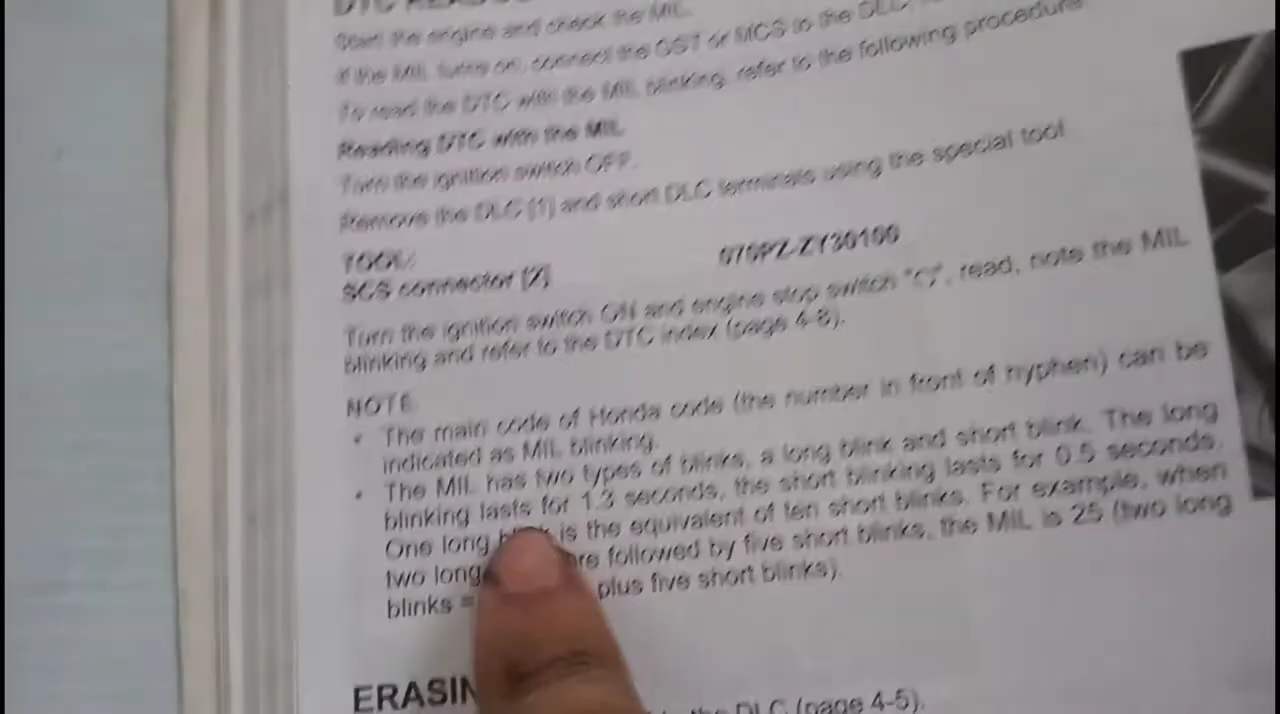 Start the engine and check the MIL.
If the MIL turns on, connect the GST or MCS to the DLC
To read the DTC with the MIL blinking, refer to the following procedure
Reading DTC with the MIL
Turn the ignition switch OFF.
Remove the DLC [1] and short DLC terminals using the special tool
TOOL:
SCS connector [2] 070PZ-ZY30100
Turn the ignition switch ON and engine stop switch "O", read, note the MIL
blinking and refer to the DTC index (page 4-8).
NOTE
• The main code of Honda code (the number in front of hyphen) can be
indicated as MIL blinking.
• The MIL has two types of blinks, a long blink and short blink. The long
blinking lasts for 1.3 seconds, the short blinking lasts for 0.5 seconds.
One long is the equivalent of ten short blinks. For example, when
two long followed by five short blinks, the MIL is 25 (two long
blinks = plus five short blinks).
ERASIN
the DLC (page 4-5).